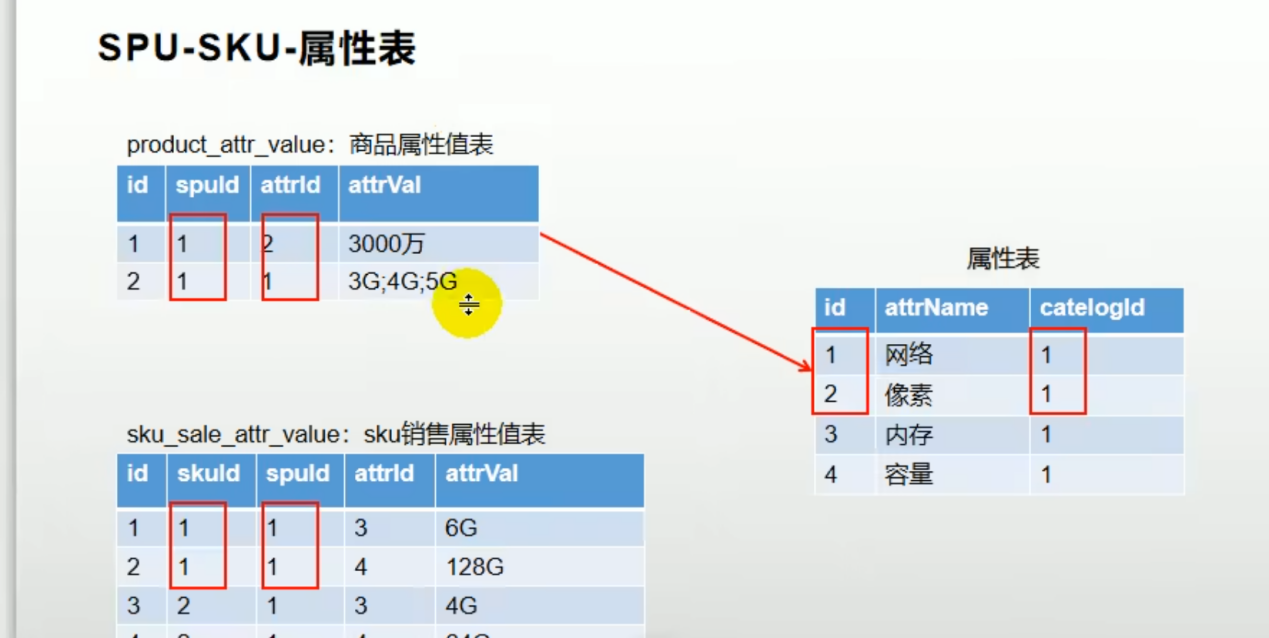 SPU-SKU-属性表
product_attr_value：商品属性值表
id spuId attrId attrVal
1 1 2 3000万
2 1 1 3G;4G;5G
属性表
id attrName catelogId
1 网络 1
2 像素 1
3 内存 1
4 容量 1
sku_sale_attr_value：sku销售属性值表
id skuId spuId attrId attrVal
1 1 1 3 6G
2 1 1 4 128G
3 2 1 3 4G